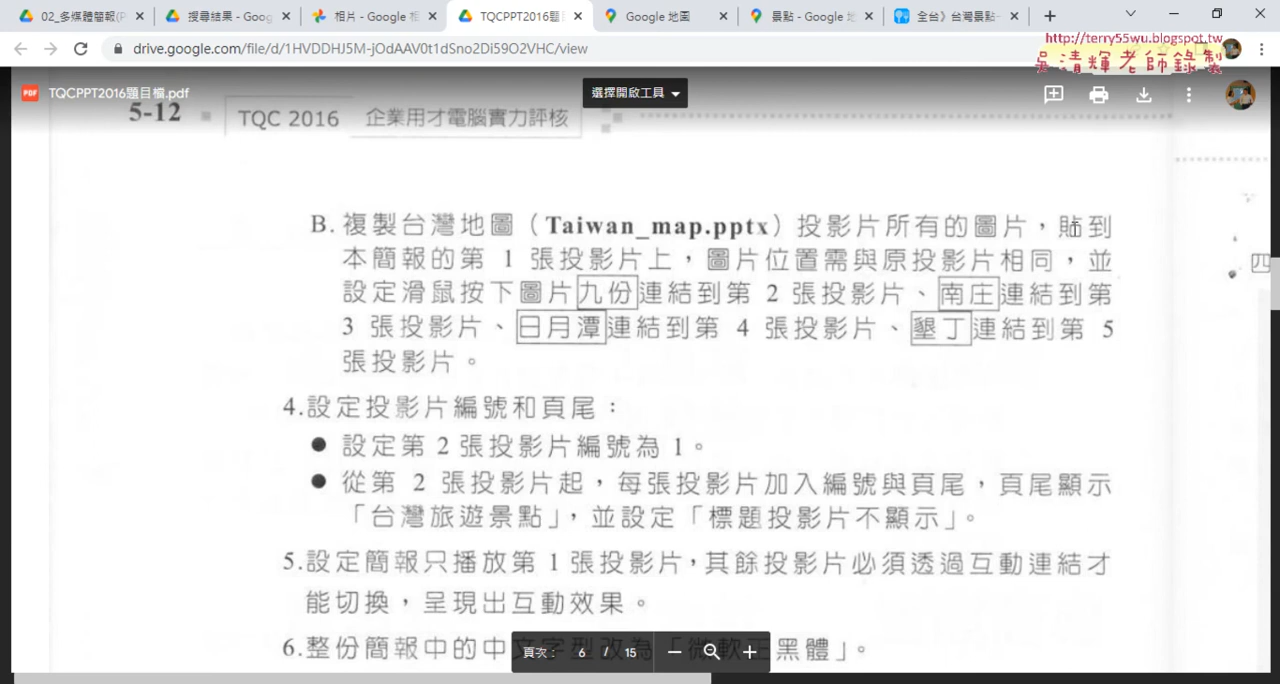 02_多媒體簡報(P
搜尋結果 - Goog
相片 - Google 相
TQCPPT2016題目
Google 地圖
景點 - Google 地
全台》台灣景點-
drive.google.com/file/d/1HVDDHJ5M-jOdAAV0t1dSno2Di59O2VHC/view
http://terry55wu.blogspot.tw
吳清輝老師錄製
PDF TQCPPT2016題目檔.pdf
選擇開啟工具
5-12 TQC 2016 企業用才電腦實力評核
B. 複製台灣地圖（Taiwan_map.pptx）投影片所有的圖片，貼到
本簡報的第 1 張投影片上，圖片位置需與原投影片相同，並
設定滑鼠按下圖片九份連結到第 2 張投影片、南庄連結到第
3 張投影片、日月潭連結到第 4 張投影片、墾丁連結到第 5
張投影片。
4.設定投影片編號和頁尾：
● 設定第 2 張投影片編號為 1。
● 從第 2 張投影片起，每張投影片加入編號與頁尾，頁尾顯示
「台灣旅遊景點」，並設定「標題投影片不顯示」。
5.設定簡報只播放第 1 張投影片，其餘投影片必須透過互動連結才
能切換，呈現出互動效果。
6.整份簡報中的中文字型改為「微軟正黑體」。
頁次： 6 / 15
四